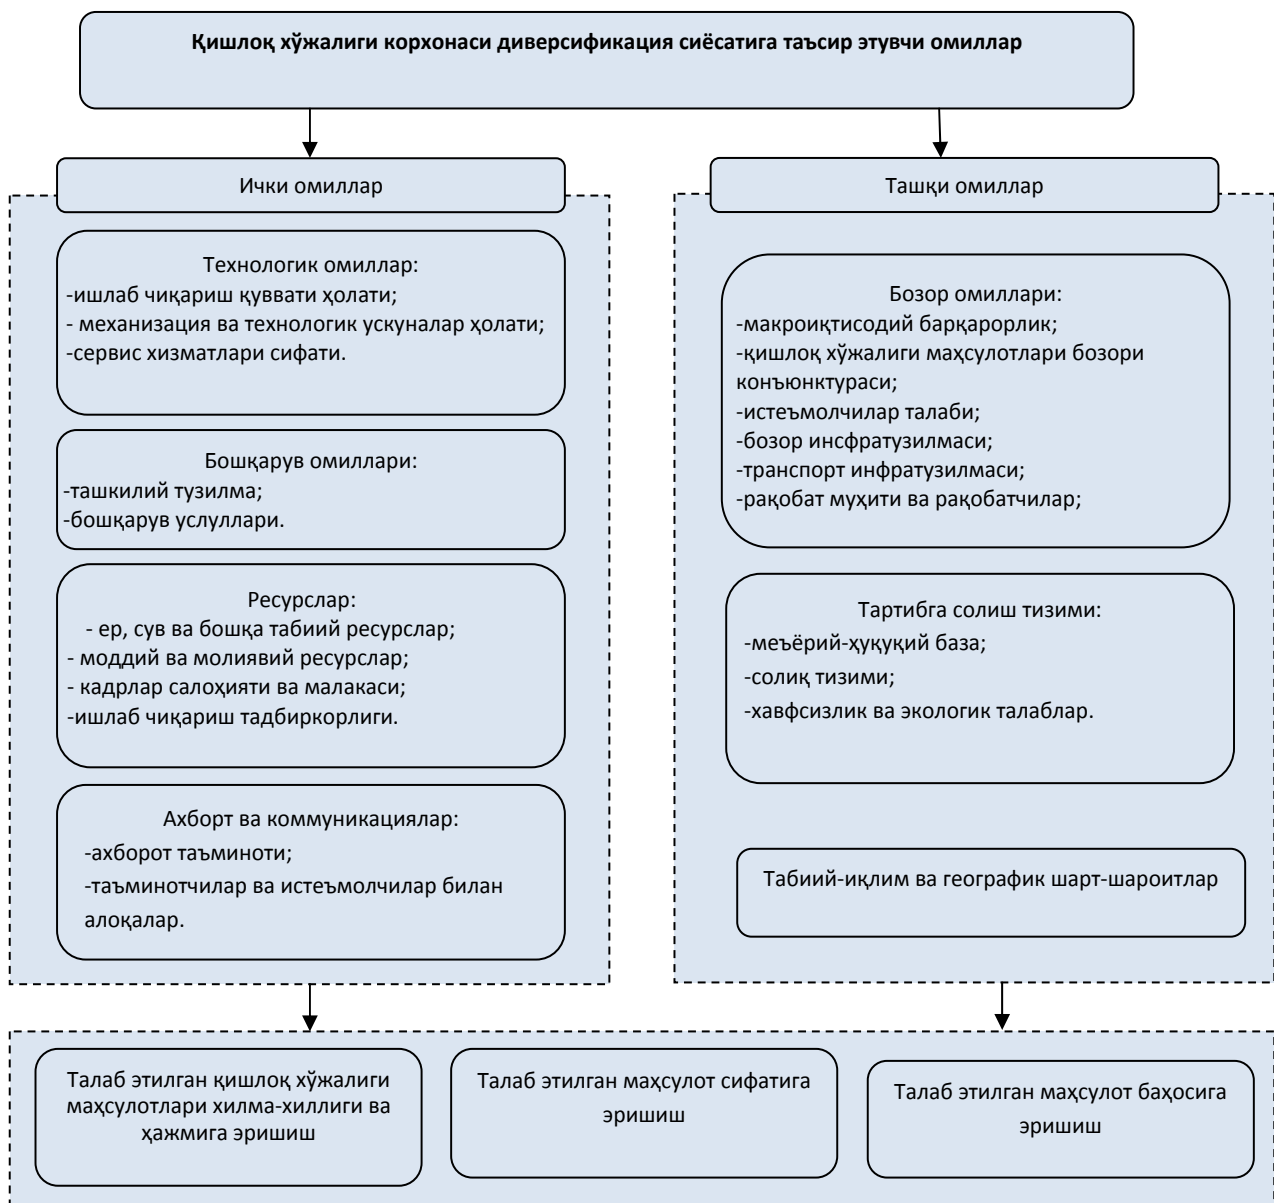 Қишлоқ хўжалиги корхонаси диверсификация сиёсатига таъсир этувчи омиллар
Ички омиллар
Технологик омиллар:
-ишлаб чиқариш қуввати ҳолати;
- механизация ва технологик ускуналар ҳолати;
-сервис хизматлари сифати.
Бошқарув омиллари:
-ташкилий тузилма;
-бошқарув услуллари.
Ресурслар:
- ер, сув ва бошқа табиий ресурслар;
- моддий ва молиявий ресурслар;
- кадрлар салоҳияти ва малакаси;
-ишлаб чиқариш тадбиркорлиги.
Ахборт ва коммуникациялар:
-ахборот таъминоти;
-таъминотчилар ва истеъмолчилар билан
алоқалар.
Ташқи омиллар
Бозор омиллари:
-макроиқтисодий барқарорлик;
-қишлоқ хўжалиги маҳсулотлари бозори
конъюнктураси;
-истеъмолчилар талаби;
-бозор инсфратузилмаси;
-транспорт инфратузилмаси;
-рақобат муҳити ва рақобатчилар;
Тартибга солиш тизими:
-меъёрий-ҳуқуқий база;
-солиқ тизими;
-хавфсизлик ва экологик талаблар.
Табиий-иқлим ва географик шарт-шароитлар
Талаб этилган қишлоқ хўжалиги
маҳсулотлари хилма-хиллиги ва
ҳажмига эришиш
Талаб этилган маҳсулот сифатига
эришиш
Талаб этилган маҳсулот баҳосига
эришиш